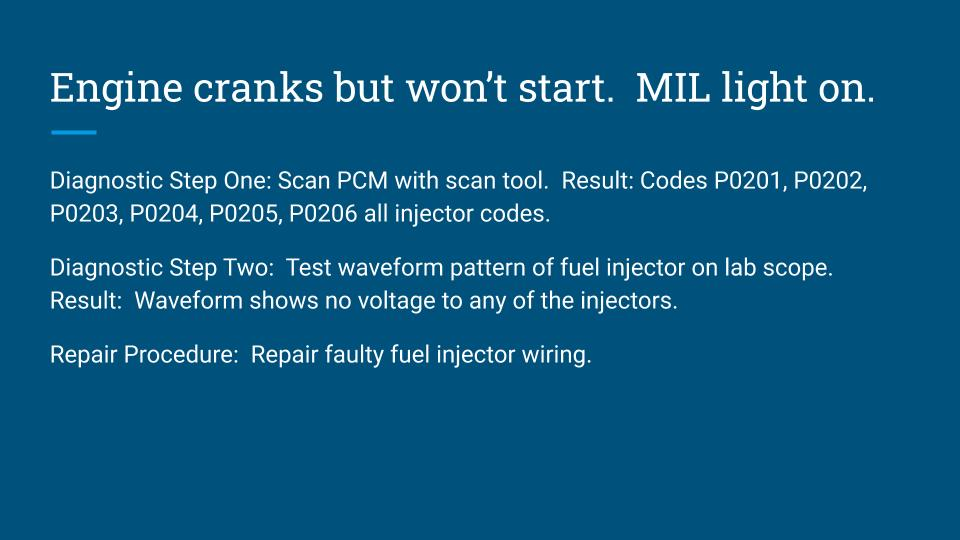 Engine cranks but won’t start.  MIL light on.
Diagnostic Step One: Scan PCM with scan tool.  Result: Codes P0201, P0202,
P0203, P0204, P0205, P0206 all injector codes.
Diagnostic Step Two:  Test waveform pattern of fuel injector on lab scope.
Result:  Waveform shows no voltage to any of the injectors.
Repair Procedure:  Repair faulty fuel injector wiring.